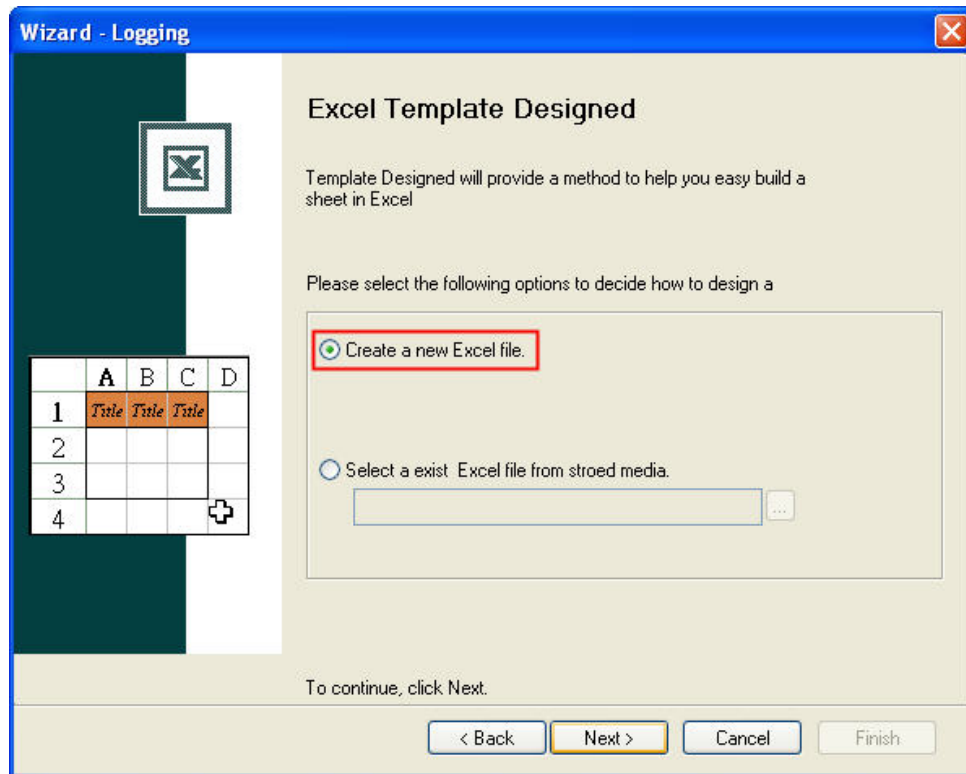 Wizard - Logging
Excel Template Designed
Template Designed will provide a method to help you easy build a
sheet in Excel
Please select the following options to decide how to design a
Create a new Excel file.
A B C D
1 Title Title Title
2
3
4
Select a exist Excel file from stroed media.
...
To continue, click Next.
< Back Next > Cancel Finish